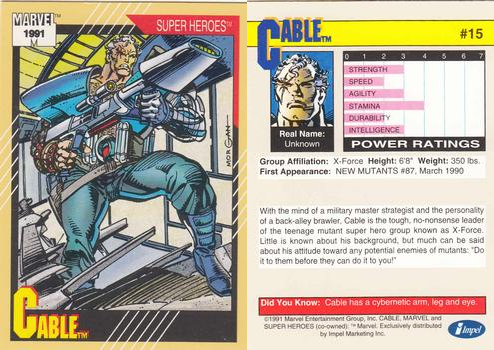 MARVEL
1991
M
SUPER HEROES™
MORGAN
CABLE™
CABLE™
#15
0 1 2 3 4 5 6 7
STRENGTH
SPEED
AGILITY
STAMINA
DURABILITY
INTELLIGENCE
POWER RATINGS
Real Name:
Unknown
Group Affiliation: X-Force Height: 6'8" Weight: 350 lbs.
First Appearance: NEW MUTANTS #87, March 1990
With the mind of a military master strategist and the personality
of a back-alley brawler, Cable is the tough, no-nonsense leader
of the teenage mutant super hero group known as X-Force.
Little is known about his background, but much can be said
about his attitude toward any potential enemies of mutants: "Do
it to them before they can do it to you!"
Did You Know: Cable has a cybernetic arm, leg and eye.
©1991 Marvel Entertainment Group, Inc. CABLE, MARVEL and
SUPER HEROES (co-owned): ™ Marvel. Exclusively distributed
by Impel Marketing Inc.
impel